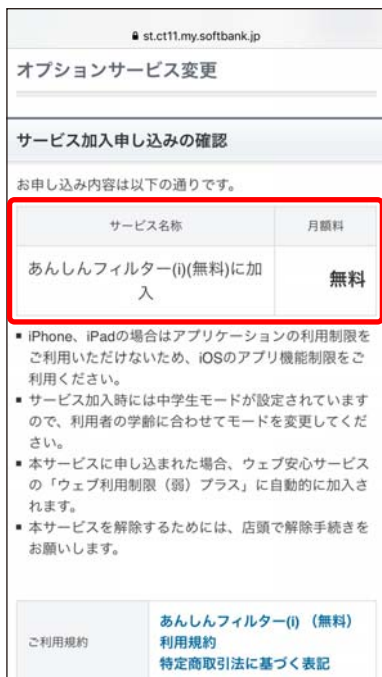 st.ct11.my.softbank.jp
オプションサービス変更
サービス加入申し込みの確認
お申し込み内容は以下の通りです。
サービス名称 月額料
あんしんフィルター(i)(無料)に加
入 無料
▪ iPhone、iPadの場合はアプリケーションの利用制限を
ご利用いただけないため、iOSのアプリ機能制限をご
利用ください。
▪ サービス加入時には中学生モードが設定されています
ので、利用者の学齢に合わせてモードを変更してくだ
さい。
▪ 本サービスに申し込まれた場合、ウェブ安心サービス
の「ウェブ利用制限（弱）プラス」に自動的に加入さ
れます。
▪ 本サービスを解除するためには、店頭で解除手続きを
お願いします。
ご利用規約
あんしんフィルター(i) （無料）
利用規約
特定商取引法に基づく表記